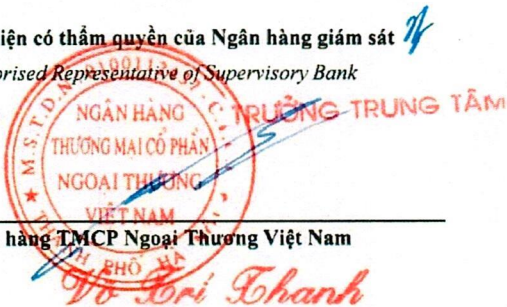 iện có thẩm quyền của Ngân hàng giám sát
orised Representative of Supervisory Bank
M.S.T.D.N
NGÂN HÀNG
THƯƠNG MẠI CỔ PHẦN
NGOẠI THƯƠNG
VIỆT NAM
TRƯỞNG TRUNG TÂM
hàng TMCP Ngoại Thương Việt Nam
Võ Trí Thanh